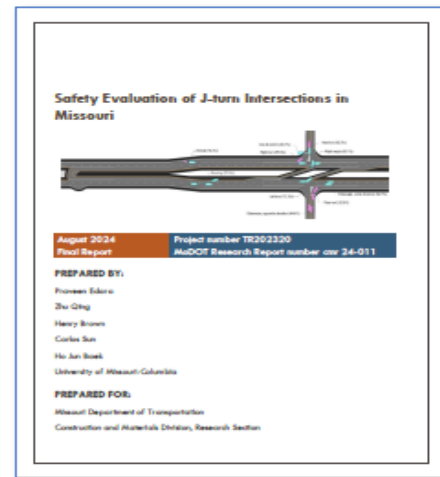 Safety Evaluation of J-turn Intersections in
Missouri
August 2024
Final Report
Project number TR202320
MoDOT Research Report number cmr 24-011
PREPARED BY:
Praveen Edara
Zhu Qing
Henry Brown
Carlos Sun
Ho Jun Baek
University of Missouri-Columbia
PREPARED FOR:
Missouri Department of Transportation
Construction and Materials Division, Research Section